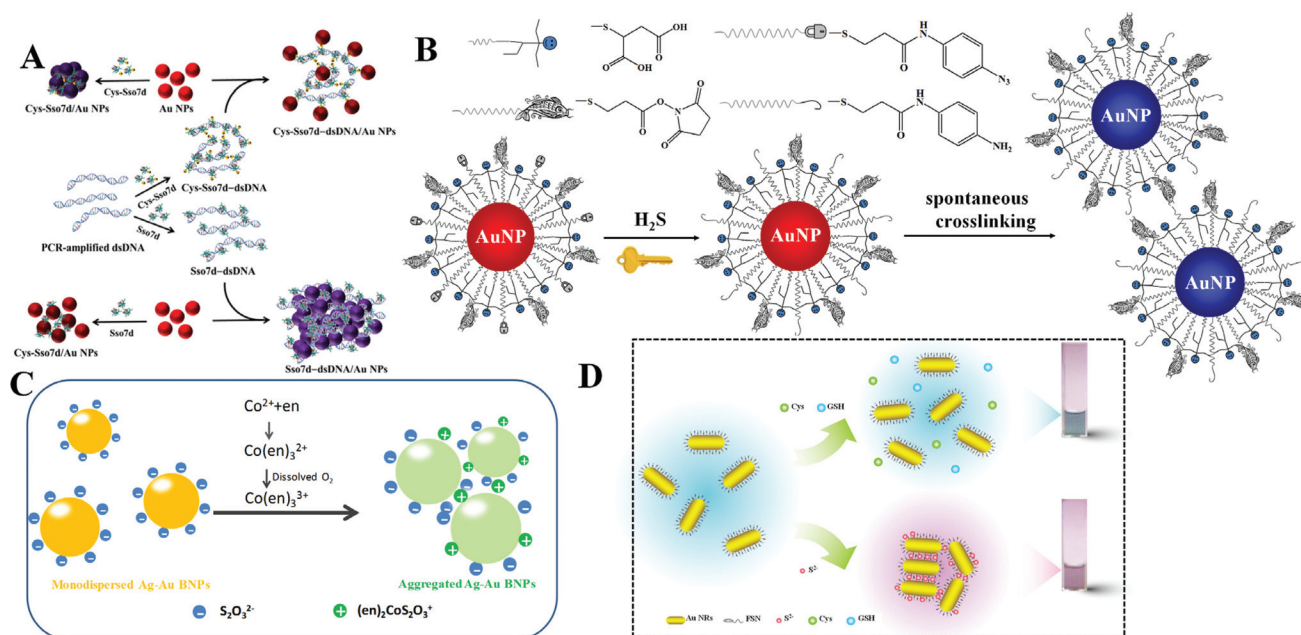 A
Cys-Sso7d
Cys-Sso7d/Au NPs
Au NPs
Cys-Sso7d–dsDNA/Au NPs
Cys-Sso7d
Cys-Sso7d–dsDNA
PCR-amplified dsDNA
Sso7d
Sso7d–dsDNA
Sso7d
Cys-Sso7d/Au NPs
Sso7d–dsDNA/Au NPs
B
S
O
OH
O
OH
S
O
H
N
N3
S
O
O
N
O
O
S
O
H
N
NH2
AuNP
H2S
AuNP
spontaneous
crosslinking
AuNP
AuNP
C
Co2++en
Co(en)32+
Dissolved O2
Co(en)33+
Monodispersed Ag-Au BNPs
Aggregated Ag-Au BNPs
S2O32-
(en)2CoS2O3+
D
Cys
GSH
S2-
Au NRs
FSN
S2-
Cys
GSH